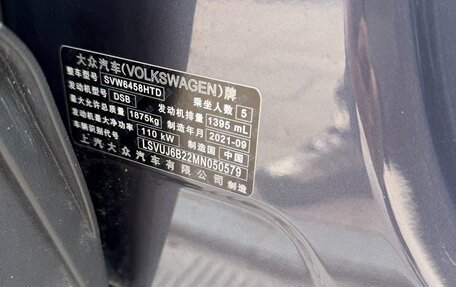 大众汽车(VOLKSWAGEN)牌
整车型号 SVW6458HTD 乘坐人数 5
发动机型号 DSB 发动机排量 1395 mL
最大允许总质量 1875kg 制造年月 2021-09
发动机最大净功率 110 kW 制造国 中国
车辆识别代号 LSVUJ6B22MN050579
上汽大众汽车有限公司 制造